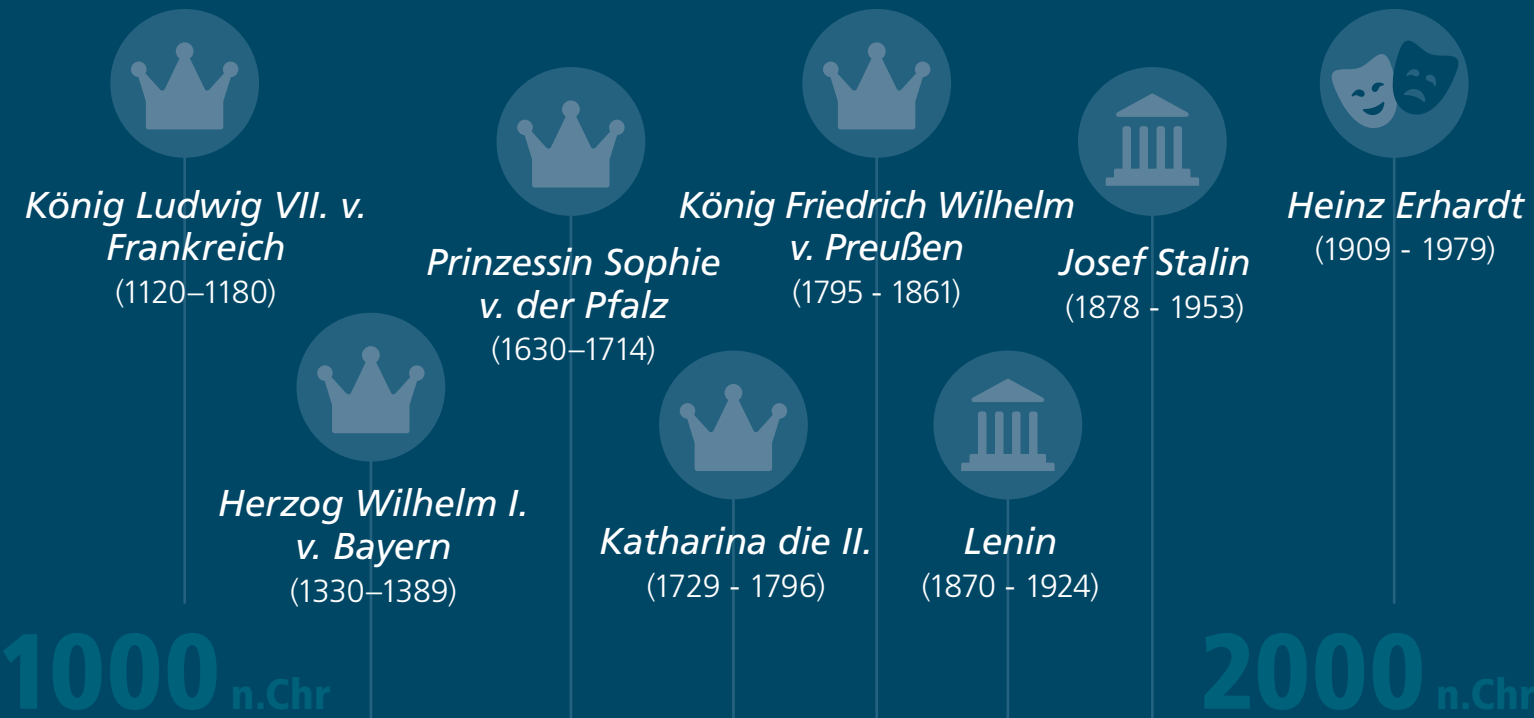 König Ludwig VII. v.
Frankreich
(1120–1180)
Herzog Wilhelm I.
v. Bayern
(1330–1389)
Prinzessin Sophie
v. der Pfalz
(1630–1714)
Katharina die II.
(1729 - 1796)
König Friedrich Wilhelm
v. Preußen
(1795 - 1861)
Lenin
(1870 - 1924)
Josef Stalin
(1878 - 1953)
Heinz Erhardt
(1909 - 1979)
1000 n.Chr
2000 n.Chr